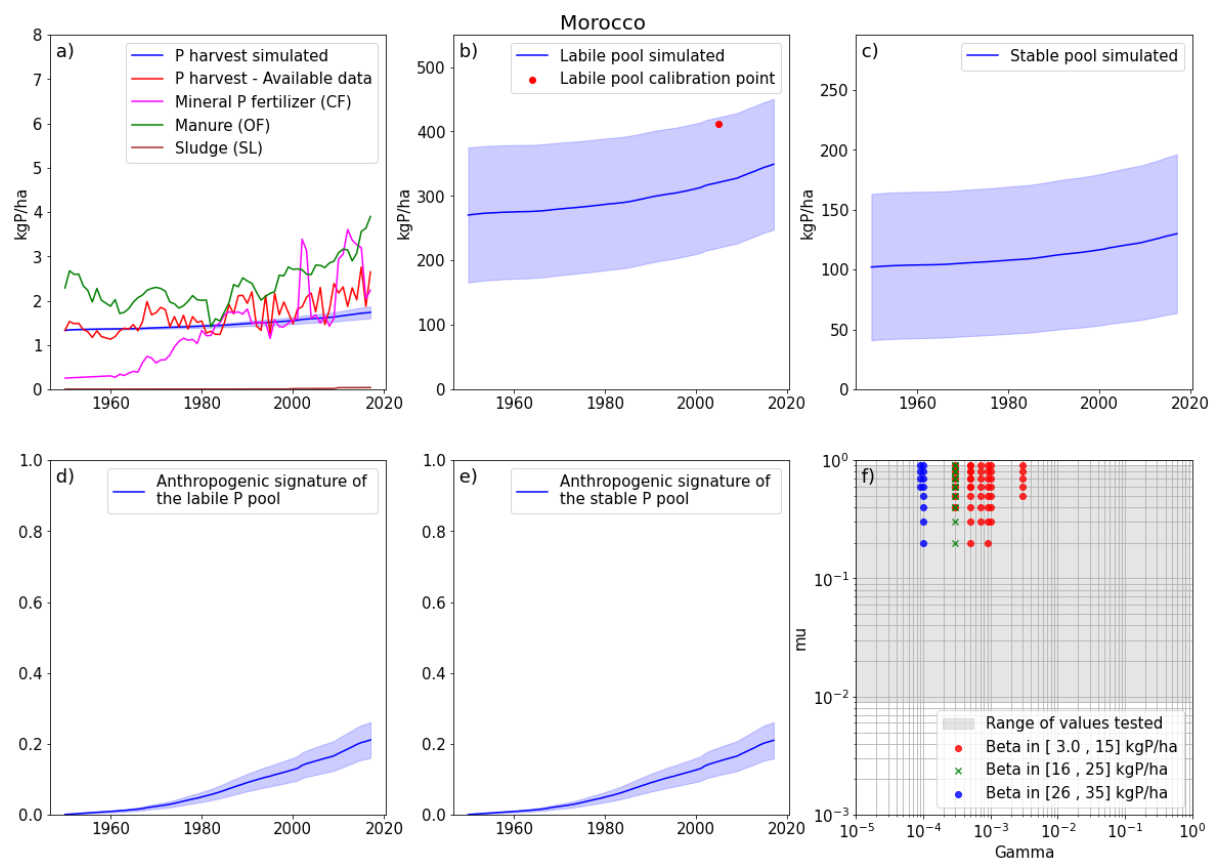 Morocco
a)
P harvest simulated
P harvest - Available data
Mineral P fertilizer (CF)
Manure (OF)
Sludge (SL)
kgP/ha
8
7
6
5
4
3
2
1
0
1960
1980
2000
2020
b)
Labile pool simulated
Labile pool calibration point
kgP/ha
500
400
300
200
100
0
1960
1980
2000
2020
c)
Stable pool simulated
kgP/ha
250
200
150
100
50
0
1960
1980
2000
2020
d)
Anthropogenic signature of
the labile P pool
1.0
0.8
0.6
0.4
0.2
0.0
1960
1980
2000
2020
e)
Anthropogenic signature of
the stable P pool
1.0
0.8
0.6
0.4
0.2
0.0
1960
1980
2000
2020
f)
mu
10⁰
10⁻¹
10⁻²
10⁻³
Range of values tested
Beta in [ 3.0 , 15] kgP/ha
Beta in [16 , 25] kgP/ha
Beta in [26 , 35] kgP/ha
10⁻⁵
10⁻⁴
10⁻³
10⁻²
10⁻¹
10⁰
Gamma